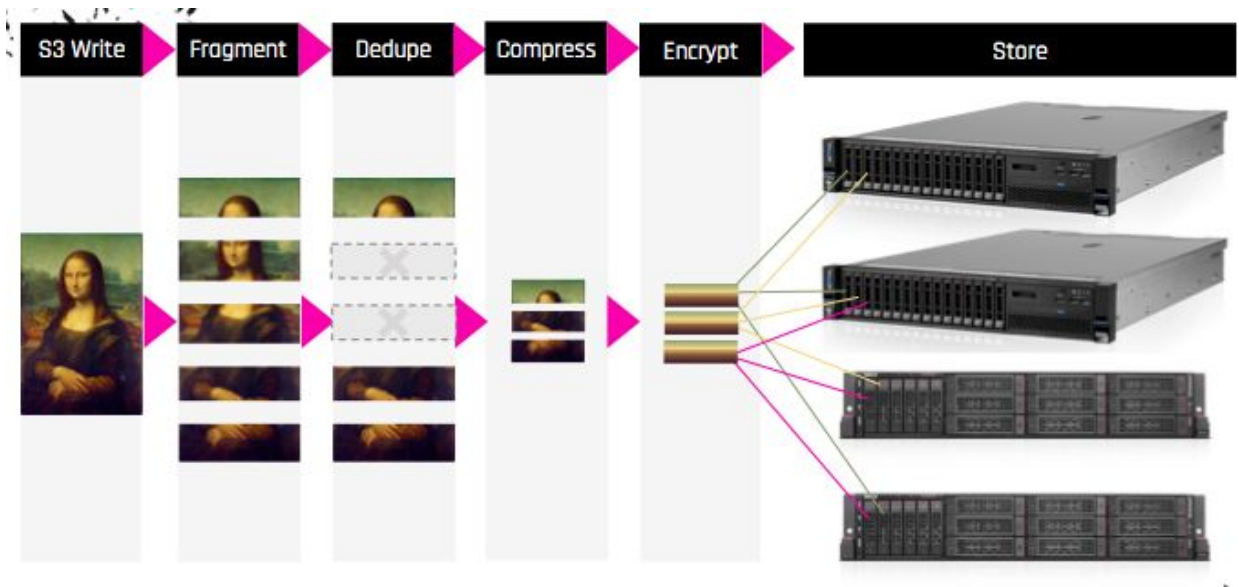 S3 Write
Fragment
Dedupe
Compress
Encrypt
Store